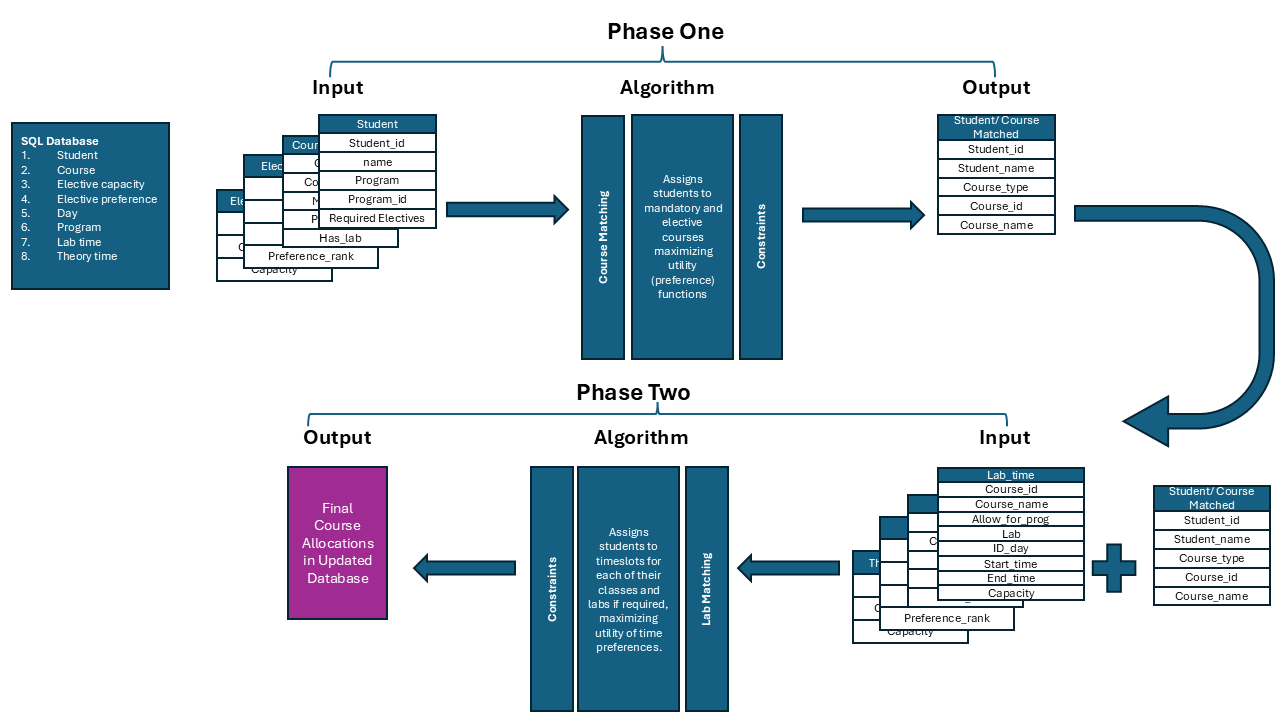 Phase One
Input
Algorithm
Output
SQL Database
1. Student
2. Course
3. Elective capacity
4. Elective preference
5. Day
6. Program
7. Lab time
8. Theory time
Student
Student_id
name
Program
Program_id
Required Electives
Cour
C
Co
M
P
Has_lab
Elec
Preference_rank
Ele
C
Capacity
Course Matching
Assigns
students to
mandatory and
elective
courses
maximizing
utility
(preference)
functions
Constraints
Student/ Course
Matched
Student_id
Student_name
Course_type
Course_id
Course_name
Phase Two
Output
Algorithm
Input
Final
Course
Allocations
in Updated
Database
Constraints
Assigns
students to
timeslots for
each of their
classes and
labs if required,
maximizing
utility of time
preferences.
Lab Matching
Lab_time
Course_id
Course_name
Allow_for_prog
Lab
ID_day
Start_time
End_time
Capacity
C
Preference_rank
Th
C
Capacity
Student/ Course
Matched
Student_id
Student_name
Course_type
Course_id
Course_name